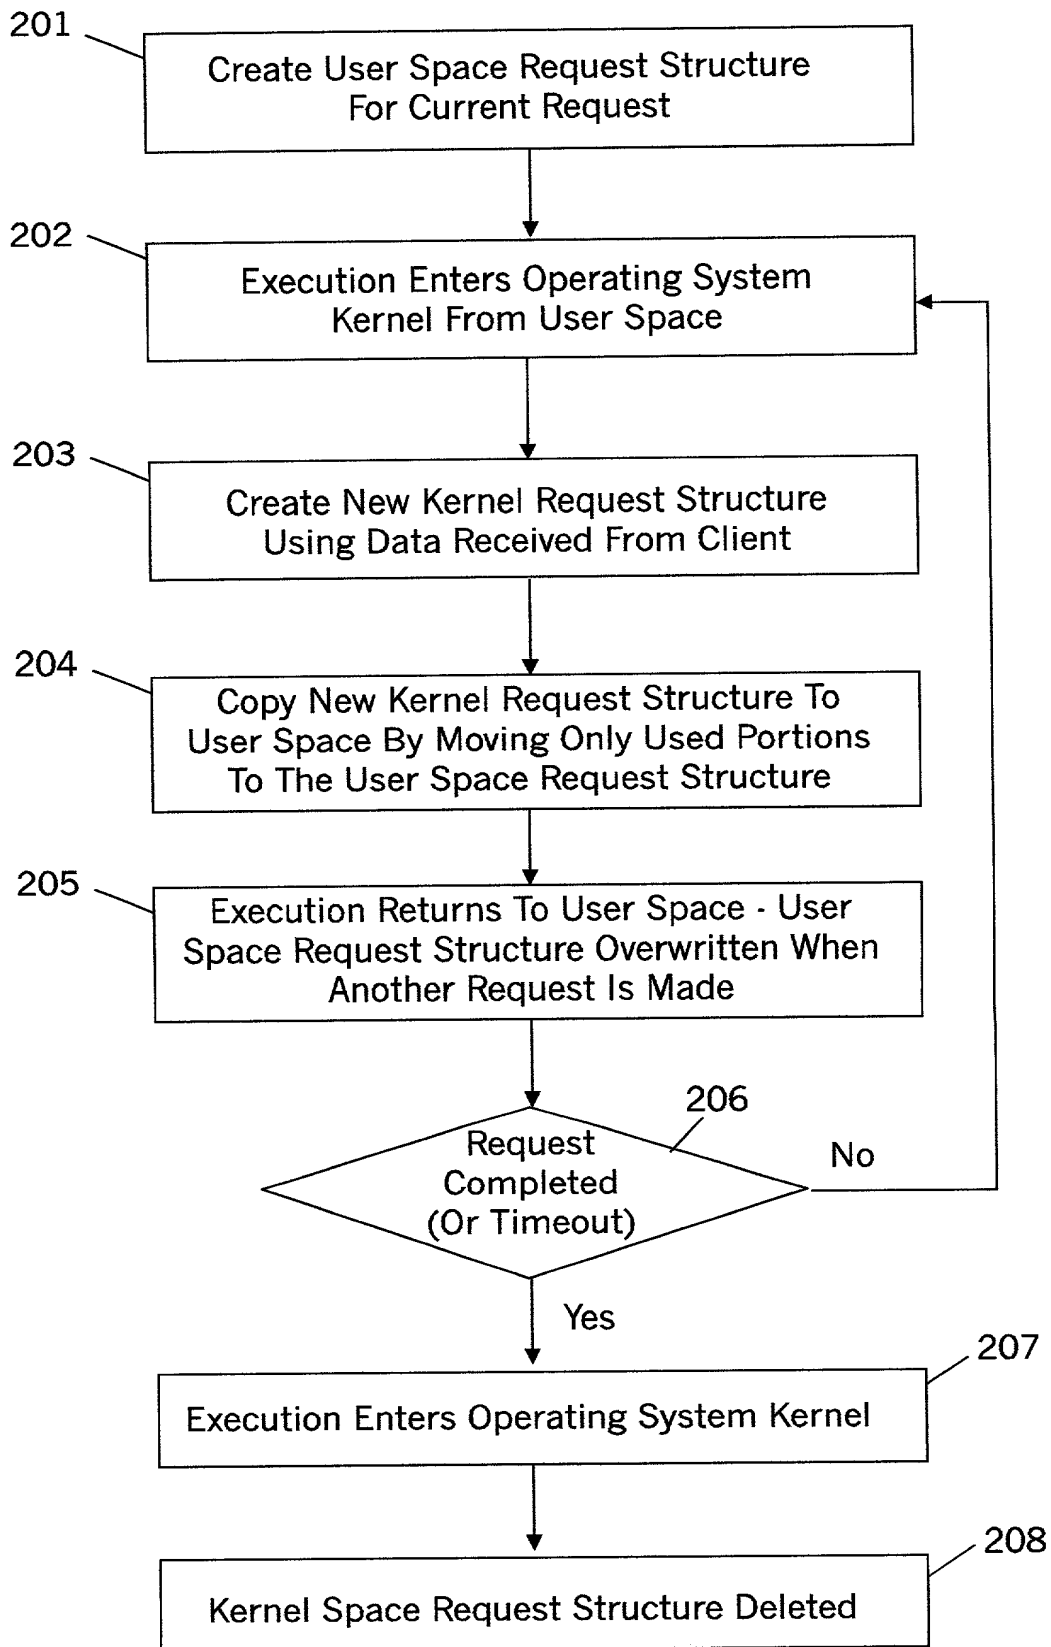 201
Create User Space Request Structure
For Current Request
202
Execution Enters Operating System
Kernel From User Space
203
Create New Kernel Request Structure
Using Data Received From Client
204
Copy New Kernel Request Structure To
User Space By Moving Only Used Portions
To The User Space Request Structure
205
Execution Returns To User Space - User
Space Request Structure Overwritten When
Another Request Is Made
206
Request
Completed
(Or Timeout)
No
Yes
207
Execution Enters Operating System Kernel
208
Kernel Space Request Structure Deleted